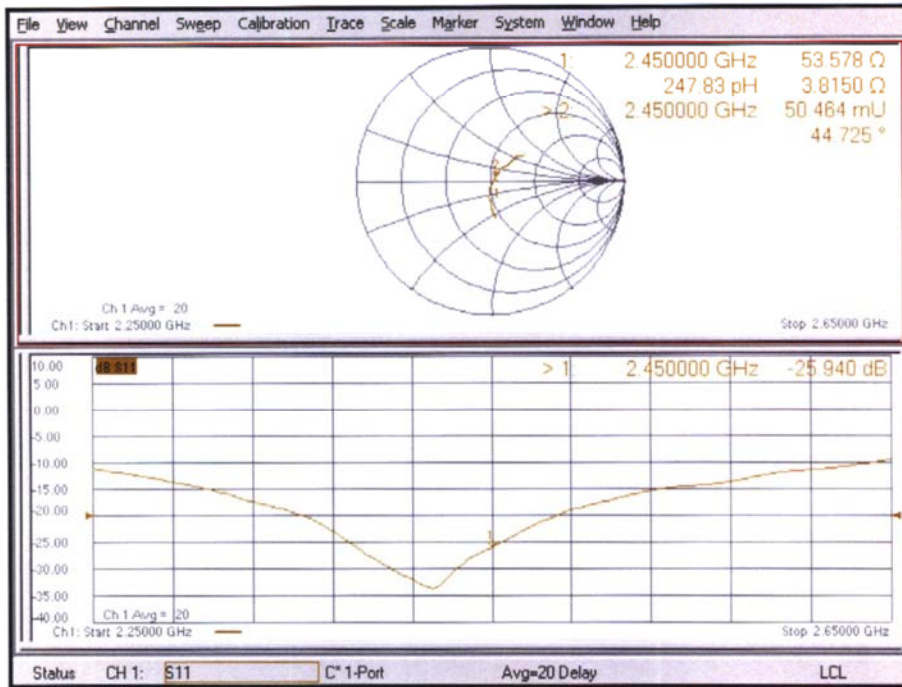 File View Channel Sweep Calibration Trace Scale Marker System Window Help
1: 2.450000 GHz 53.578 Ω
247.83 pH 3.8150 Ω
> 2: 2.450000 GHz 50.464 mU
44.725 °
Ch 1 Avg = 20
Ch1: Start 2.25000 GHz
Stop 2.65000 GHz
10.00
dB S11
> 1: 2.450000 GHz -25.940 dB
5.00
0.00
-5.00
-10.00
-15.00
-20.00
-25.00
-30.00
-35.00
-40.00
1
Ch 1 Avg = 20
Ch1: Start 2.25000 GHz
Stop 2.65000 GHz
Status CH 1: S11 C* 1-Port Avg=20 Delay LCL